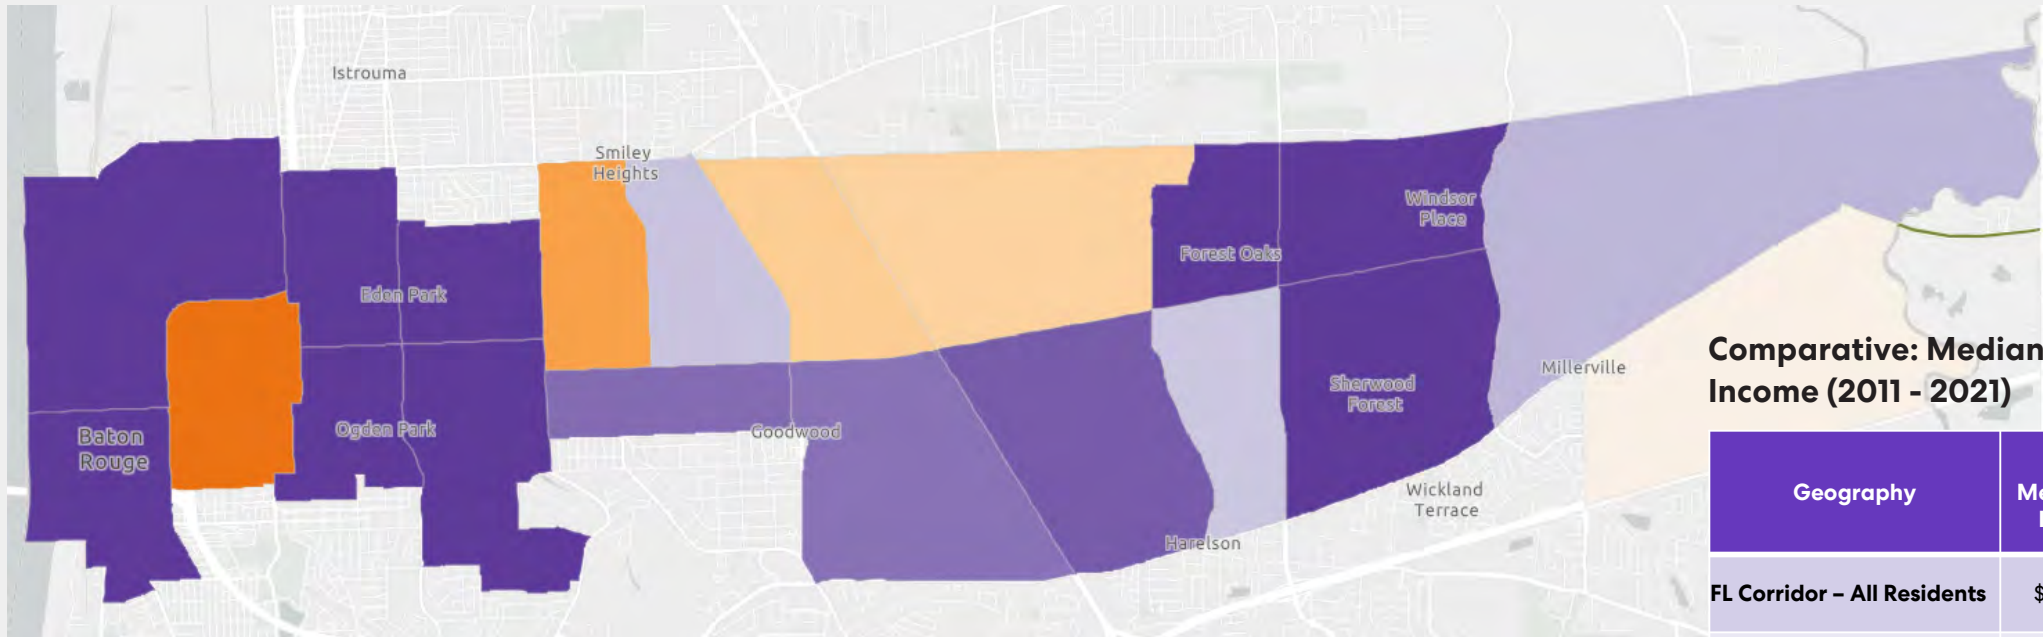 Istrouma
Smiley
Heights
Windsor
Place
Forest Oaks
Eden Park
Comparative: Median
Income (2011 - 2021)
Millerville
Sherwood
Forest
Baton
Rouge
Ogden Park
Goodwood
Wickland
Terrace
Geography
Harelson
FL Corridor – All Residents
$